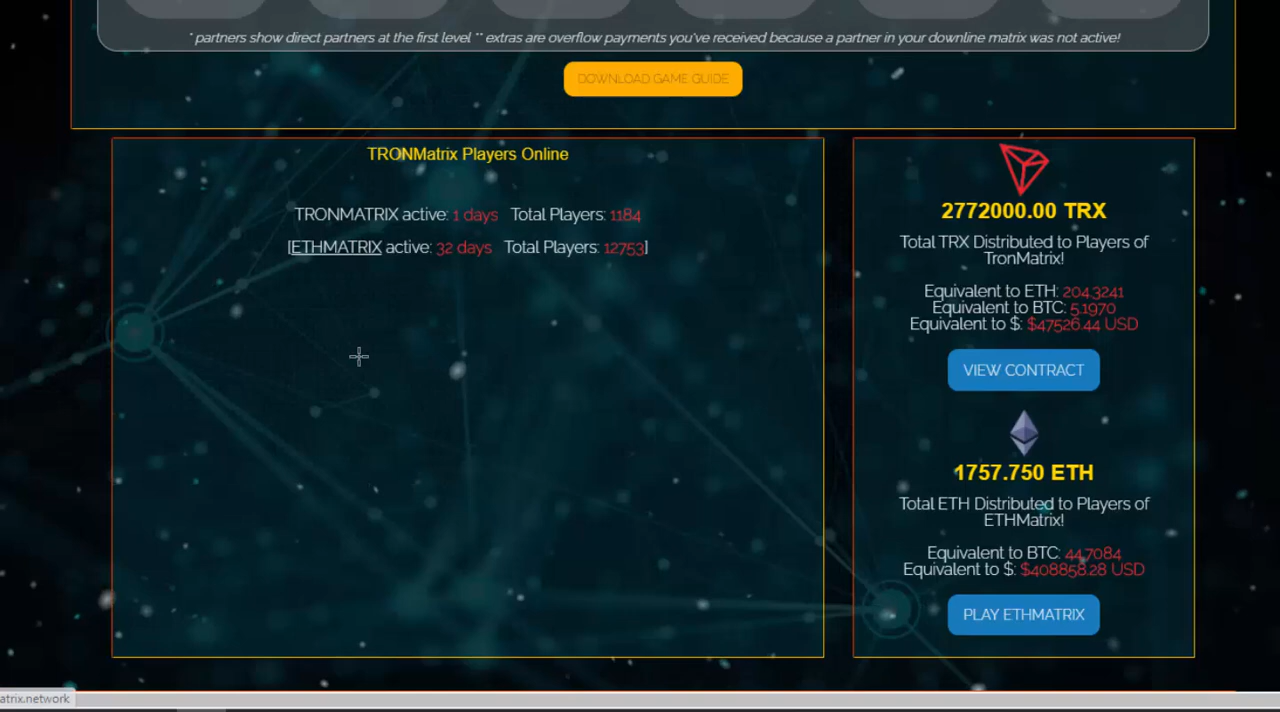 * partners show direct partners at the first level ** extras are overflow payments you've received because a partner in your downline matrix was not active!
DOWNLOAD GAME GUIDE
TRONMatrix Players Online
TRONMATRIX active: 1 days Total Players: 1184
[ETHMATRIX active: 32 days Total Players: 12753]
2772000.00 TRX
Total TRX Distributed to Players of
TronMatrix!
Equivalent to ETH: 204.3241
Equivalent to BTC: 5.1970
Equivalent to $: $47526.44 USD
VIEW CONTRACT
1757.750 ETH
Total ETH Distributed to Players of
ETHMatrix!
Equivalent to BTC: 44.7084
Equivalent to $: $408858.28 USD
PLAY ETHMATRIX
atrix.network